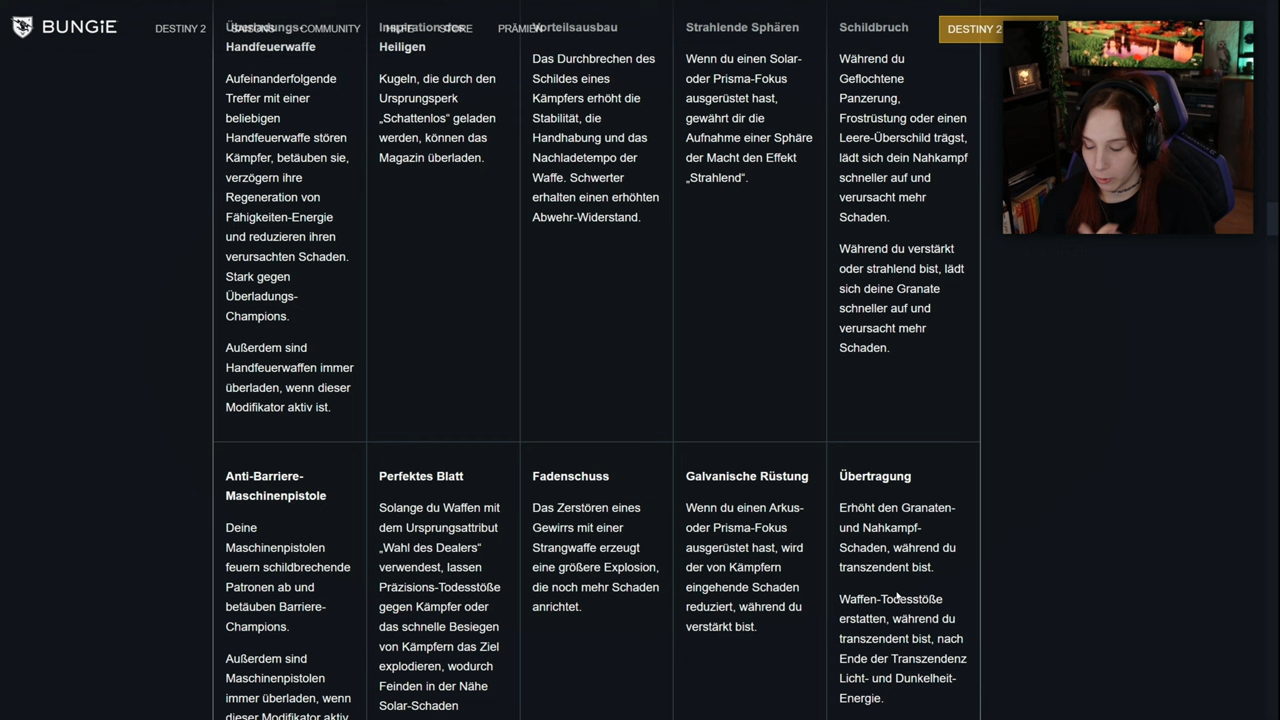 BUNGiE
DESTINY 2
SAISONS
COMMUNITY
HILFE
STORE
PRÄMIEN
DESTINY 2
Überladungs-
Handfeuerwaffe
Aufeinanderfolgende
Treffer mit einer
beliebigen
Handfeuerwaffe stören
Kämpfer, betäuben sie,
verzögern ihre
Regeneration von
Fähigkeiten-Energie
und reduzieren ihren
verursachten Schaden.
Stark gegen
Überladungs-
Champions.
Außerdem sind
Handfeuerwaffen immer
überladen, wenn dieser
Modifikator aktiv ist.
Inspiration des
Heiligen
Kugeln, die durch den
Ursprungsperk
„Schattenlos“ geladen
werden, können das
Magazin überladen.
Vorteilsausbau
Das Durchbrechen des
Schildes eines
Kämpfers erhöht die
Stabilität, die
Handhabung und das
Nachladetempo der
Waffe. Schwerter
erhalten einen erhöhten
Abwehr-Widerstand.
Strahlende Sphären
Wenn du einen Solar-
oder Prisma-Fokus
ausgerüstet hast,
gewährt dir die
Aufnahme einer Sphäre
der Macht den Effekt
„Strahlend“.
Schildbruch
Während du
Geflochtene
Panzerung,
Frostrüstung oder einen
Leere-Überschild trägst,
lädt sich dein Nahkampf
schneller auf und
verursacht mehr
Schaden.
Während du verstärkt
oder strahlend bist, lädt
sich deine Granate
schneller auf und
verursacht mehr
Schaden.
Anti-Barriere-
Maschinenpistole
Deine
Maschinenpistolen
feuern schildbrechende
Patronen ab und
betäuben Barriere-
Champions.
Außerdem sind
Maschinenpistolen
immer überladen, wenn
dieser Modifikator aktiv
Perfektes Blatt
Solange du Waffen mit
dem Ursprungsattribut
„Wahl des Dealers“
verwendest, lassen
Präzisions-Todesstöße
gegen Kämpfer oder
das schnelle Besiegen
von Kämpfern das Ziel
explodieren, wodurch
Feinden in der Nähe
Solar-Schaden
Fadenschuss
Das Zerstören eines
Gewirrs mit einer
Strangwaffe erzeugt
eine größere Explosion,
die noch mehr Schaden
anrichtet.
Galvanische Rüstung
Wenn du einen Arkus-
oder Prisma-Fokus
ausgerüstet hast, wird
der von Kämpfern
eingehende Schaden
reduziert, während du
verstärkt bist.
Übertragung
Erhöht den Granaten-
und Nahkampf-
Schaden, während du
transzendent bist.
Waffen-Todesstöße
erstatten, während du
transzendent bist, nach
Ende der Transzendenz
Licht- und Dunkelheit-
Energie.